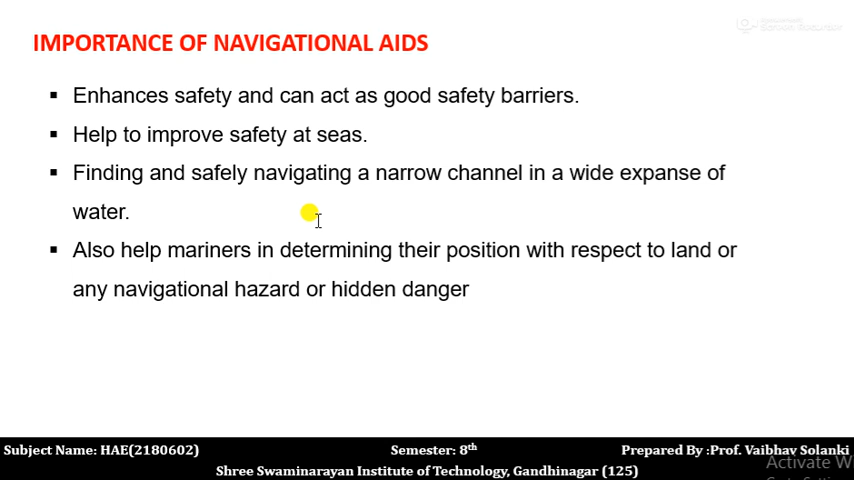 IMPORTANCE OF NAVIGATIONAL AIDS
▪ Enhances safety and can act as good safety barriers.
▪ Help to improve safety at seas.
▪ Finding and safely navigating a narrow channel in a wide expanse of
water.
▪ Also help mariners in determining their position with respect to land or
any navigational hazard or hidden danger
Subject Name: HAE(2180602) Semester: 8th Prepared By :Prof. Vaibhav Solanki
Shree Swaminarayan Institute of Technology, Gandhinagar (125)
Activate W